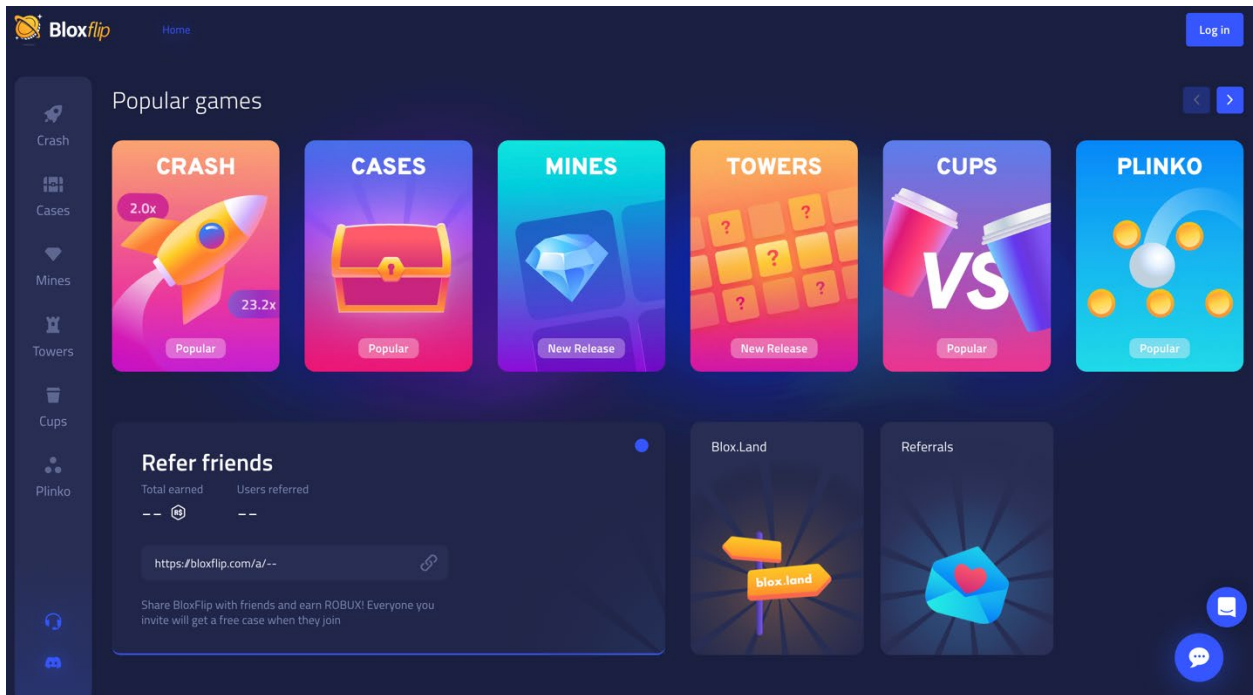 Bloxflip
Home
Log in
Popular games
Crash
Cases
Mines
Towers
Cups
Plinko
CRASH
2.0x
23.2x
Popular
CASES
Popular
MINES
New Release
TOWERS
?
?
?
?
?
New Release
CUPS
VS
Popular
PLINKO
Popular
Refer friends
Total earned Users referred
-- R$ --
https://bloxflip.com/a/--
Share BloxFlip with friends and earn ROBUX! Everyone you
invite will get a free case when they join
Blox.Land
blox.land
Referrals